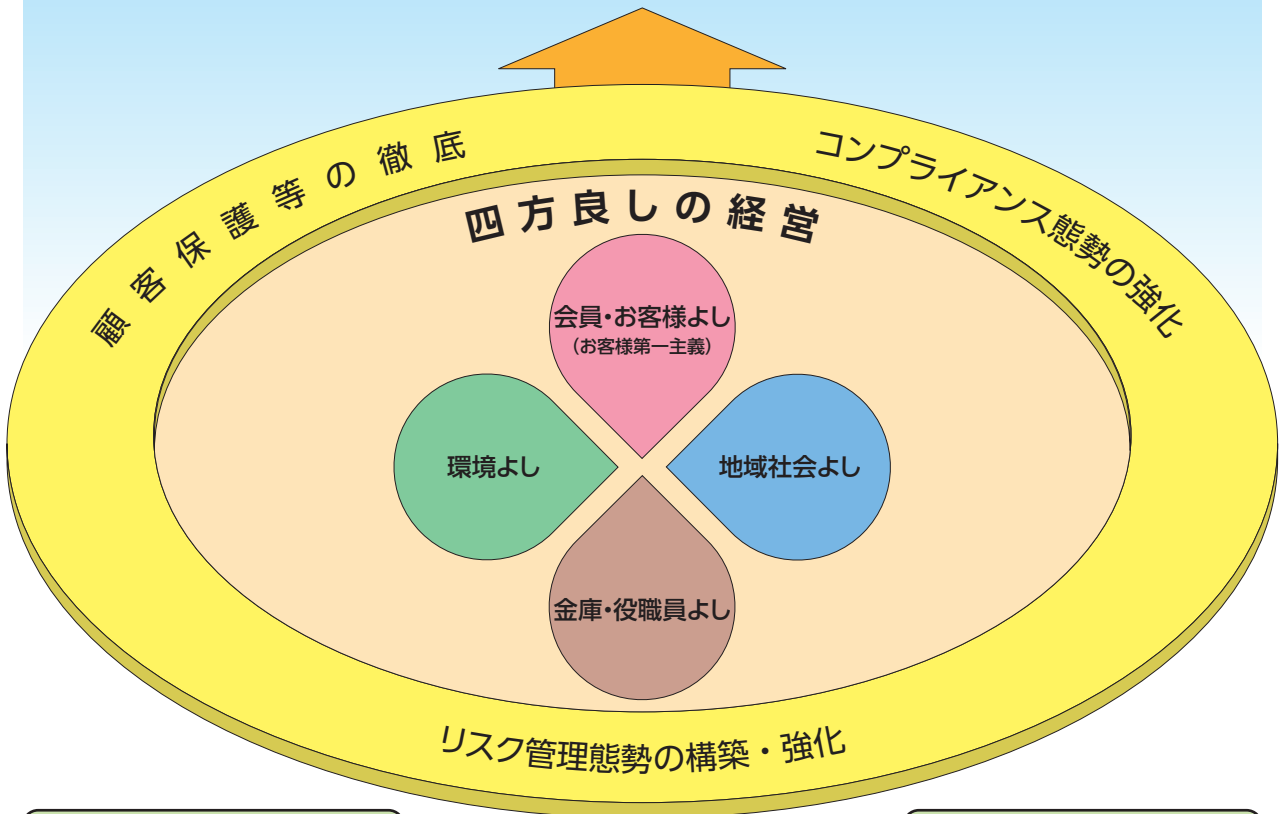 顧客保護等の徹底
コンプライアンス態勢の強化
四方良しの経営
会員・お客様よし
(お客様第一主義)
環境よし
地域社会よし
金庫・役職員よし
リスク管理態勢の構築・強化